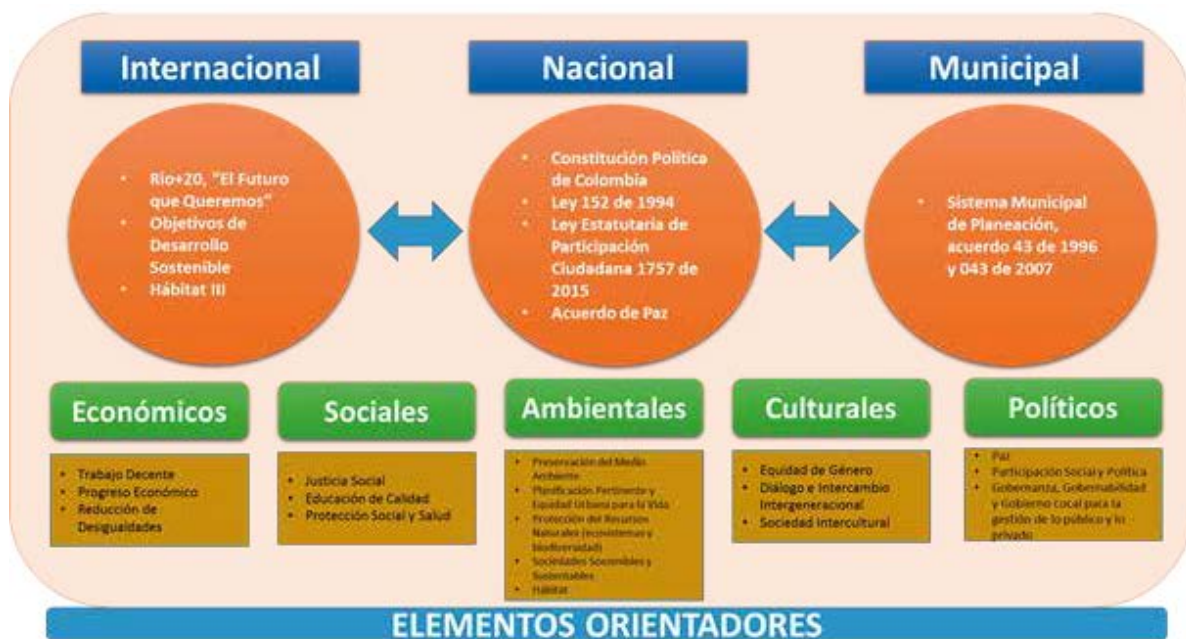 Internacional
Nacional
Municipal
• Rio+20, "El Futuro
que Queremos"
• Objetivos de
Desarrollo
Sostenible
• Hábitat III
• Constitución Política
de Colombia
• Ley 152 de 1994
• Ley Estatutaria de
Participación
Ciudadana 1757 de
2015
• Acuerdo de Paz
• Sistema Municipal
de Planeación,
acuerdo 43 de 1996
y 043 de 2007
Económicos
Sociales
Ambientales
Culturales
Políticos
• Trabajo Decente
• Progreso Económico
• Reducción de
Desigualdades
• Justicia Social
• Educación de Calidad
• Protección Social y Salud
• Preservación del Medio
Ambiente
• Planificación Pertinente y
Equidad Urbana para la Vida
• Protección del Recursos
Naturales (ecosistemas y
biodiversidad)
• Sociedades Sostenibles y
Sustentables
• Hábitat
• Equidad de Género
• Diálogo e Intercambio
Intergeneracional
• Sociedad Intercultural
• Paz
• Participación Social y Política
• Gobernanza, Gobernabilidad
y Gobierno Local para la
gestión de lo público y lo
privado
ELEMENTOS ORIENTADORES